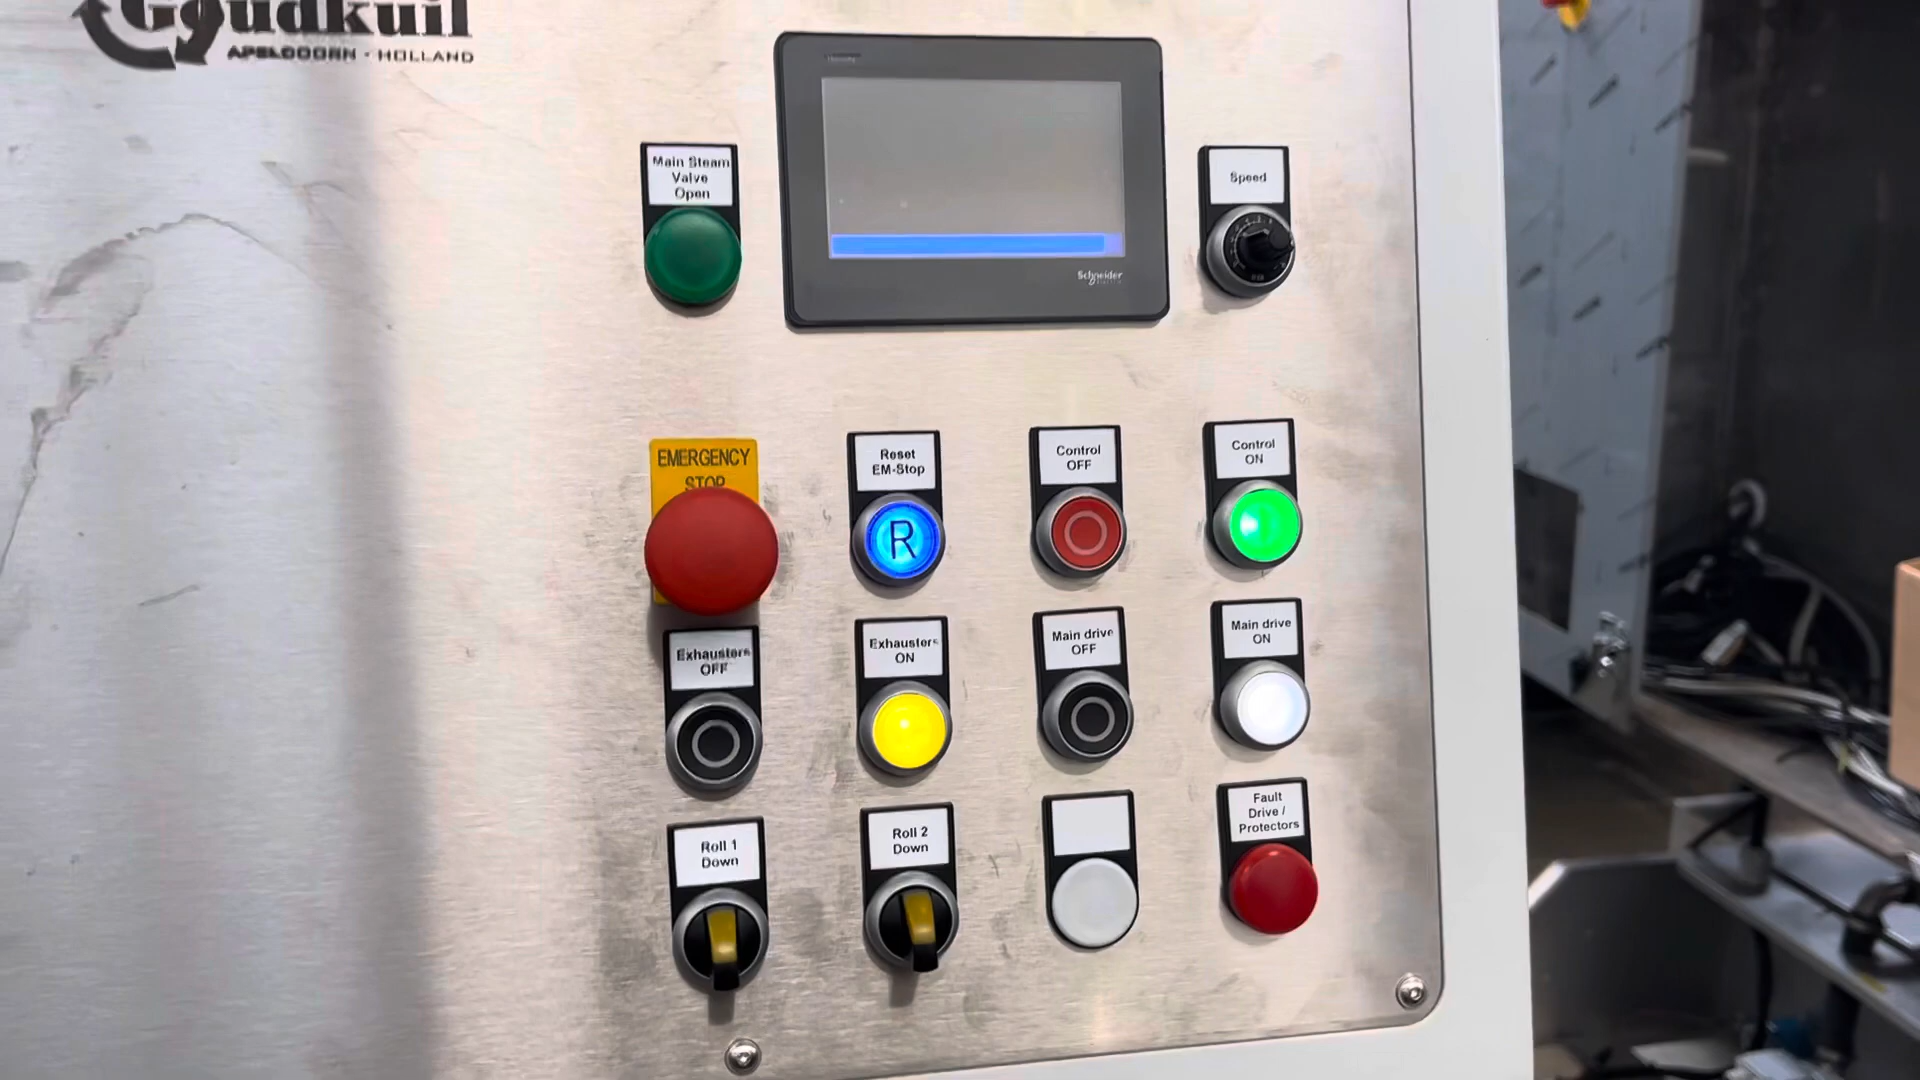 Goudkuil
APELDOORN - HOLLAND
Main Steam
Valve
Open
Speed
Schneider
Electric
EMERGENCY
STOP
Reset
EM-Stop
R
Control
OFF
Control
ON
Exhausters
OFF
Exhausters
ON
Main drive
OFF
Main drive
ON
Roll 1
Down
Roll 2
Down
Fault
Drive /
Protectors